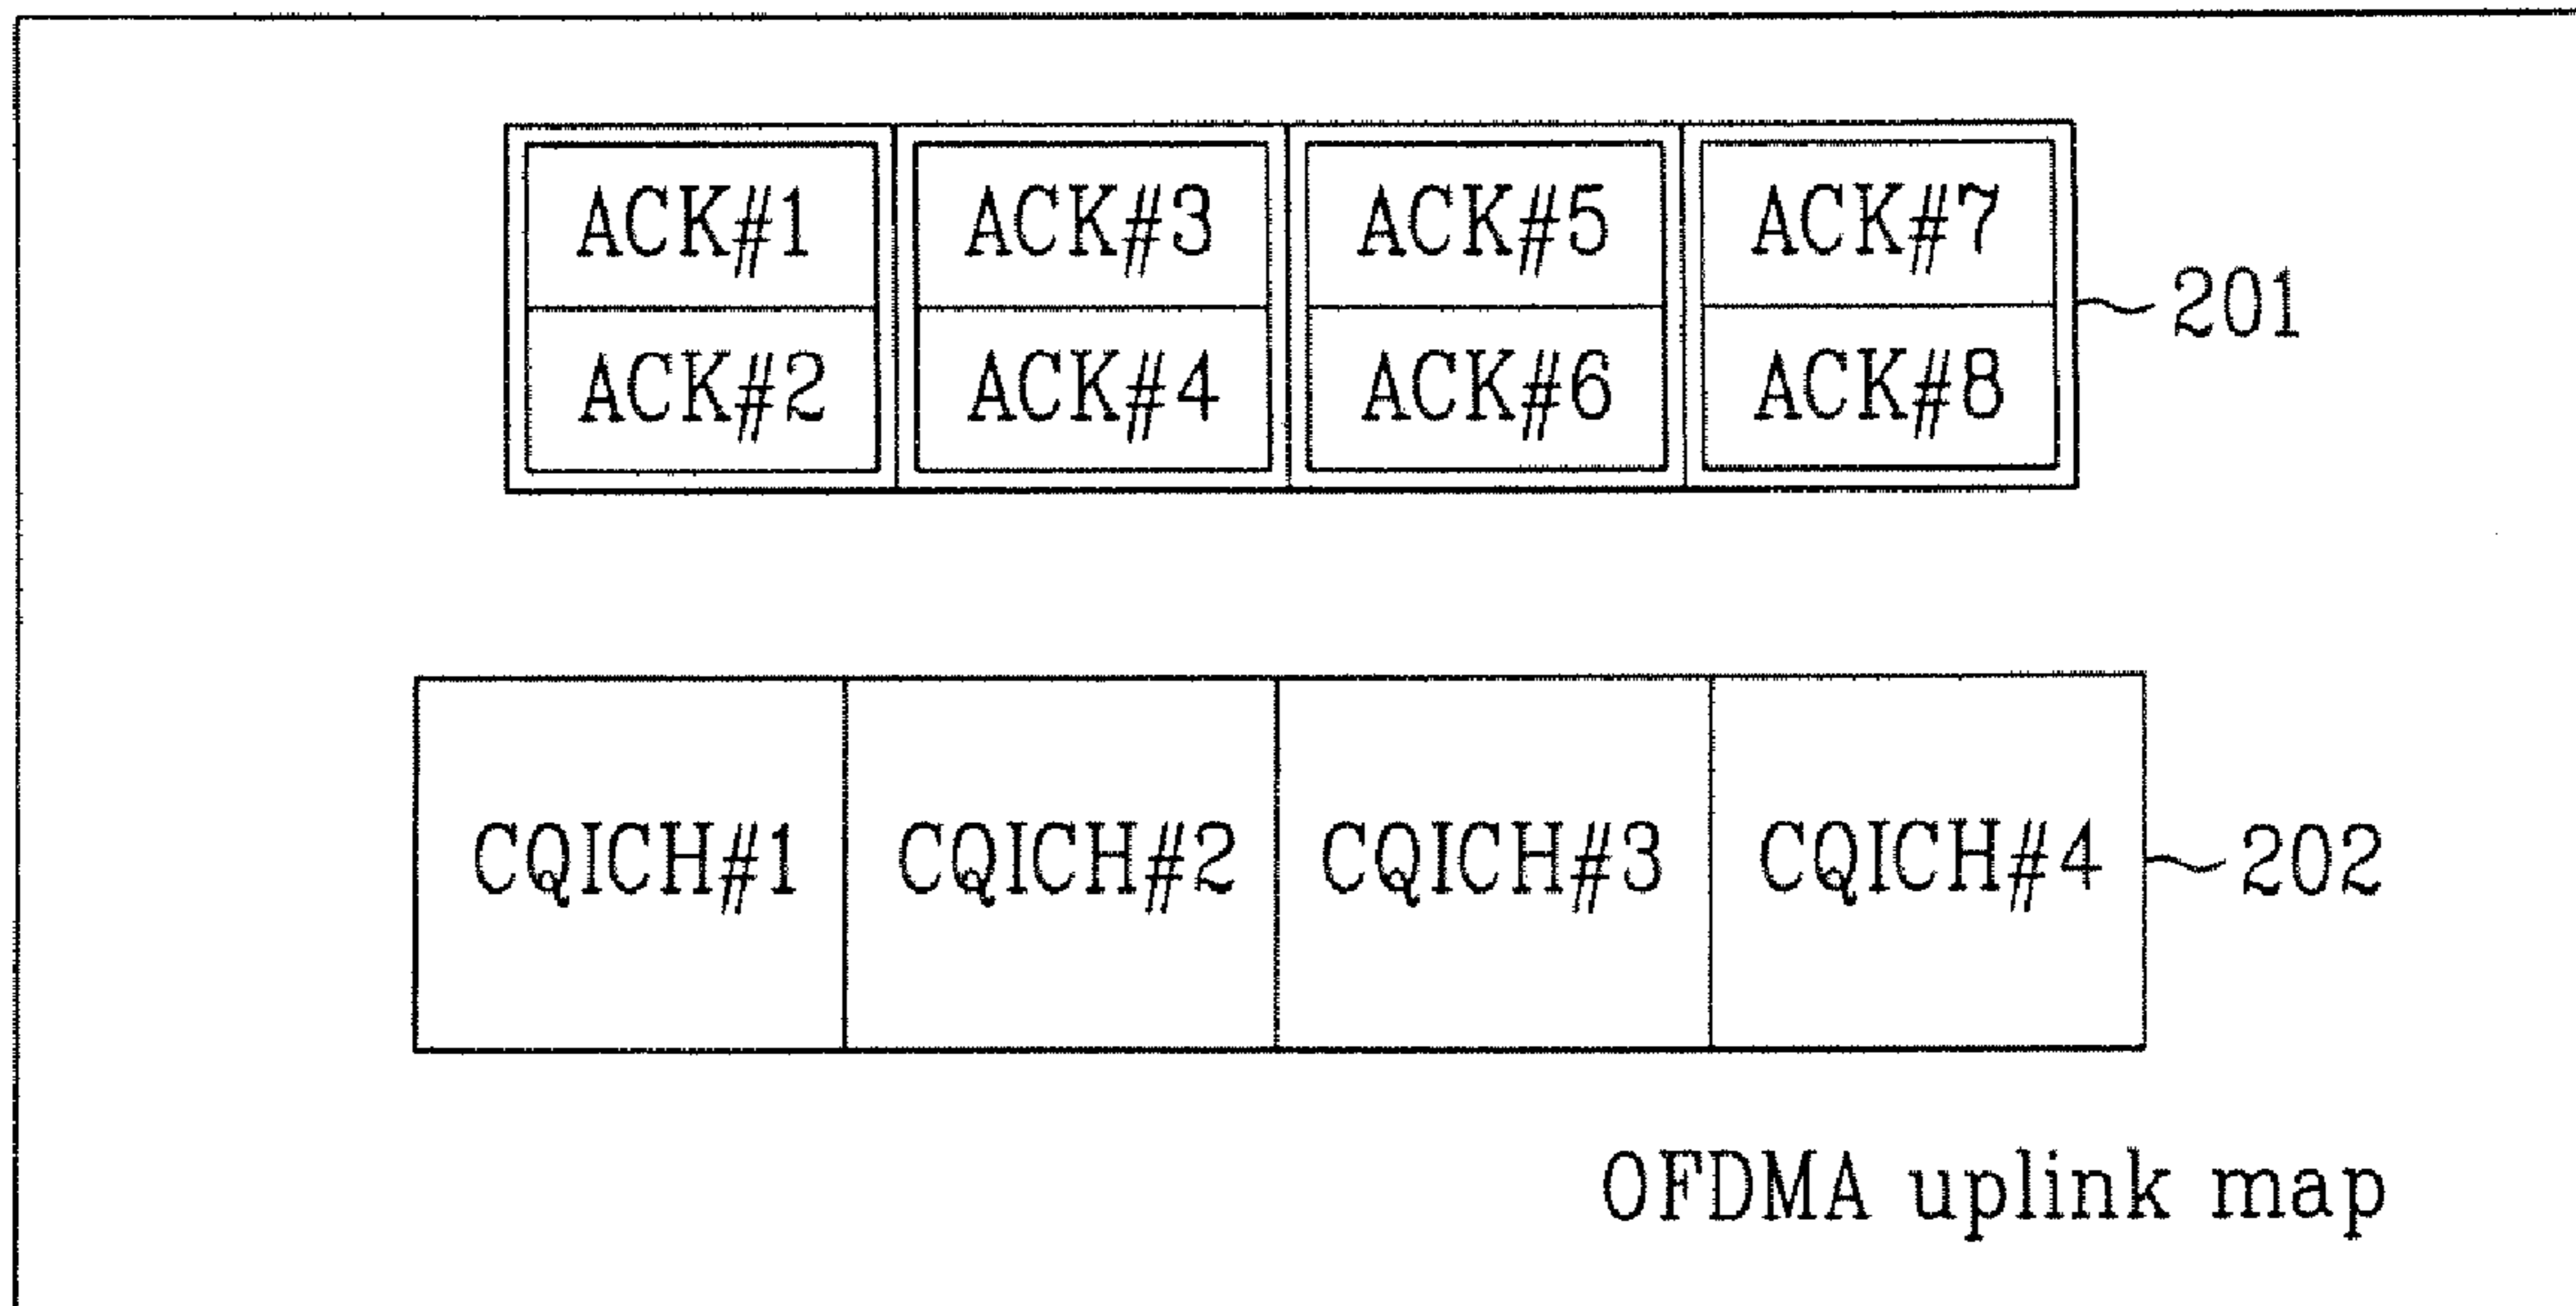 ACK#1 ACK#3 ACK#5 ACK#7
201
ACK#2 ACK#4 ACK#6 ACK#8
CQICH#1 CQICH#2 CQICH#3 CQICH#4 202
OFDMA uplink map